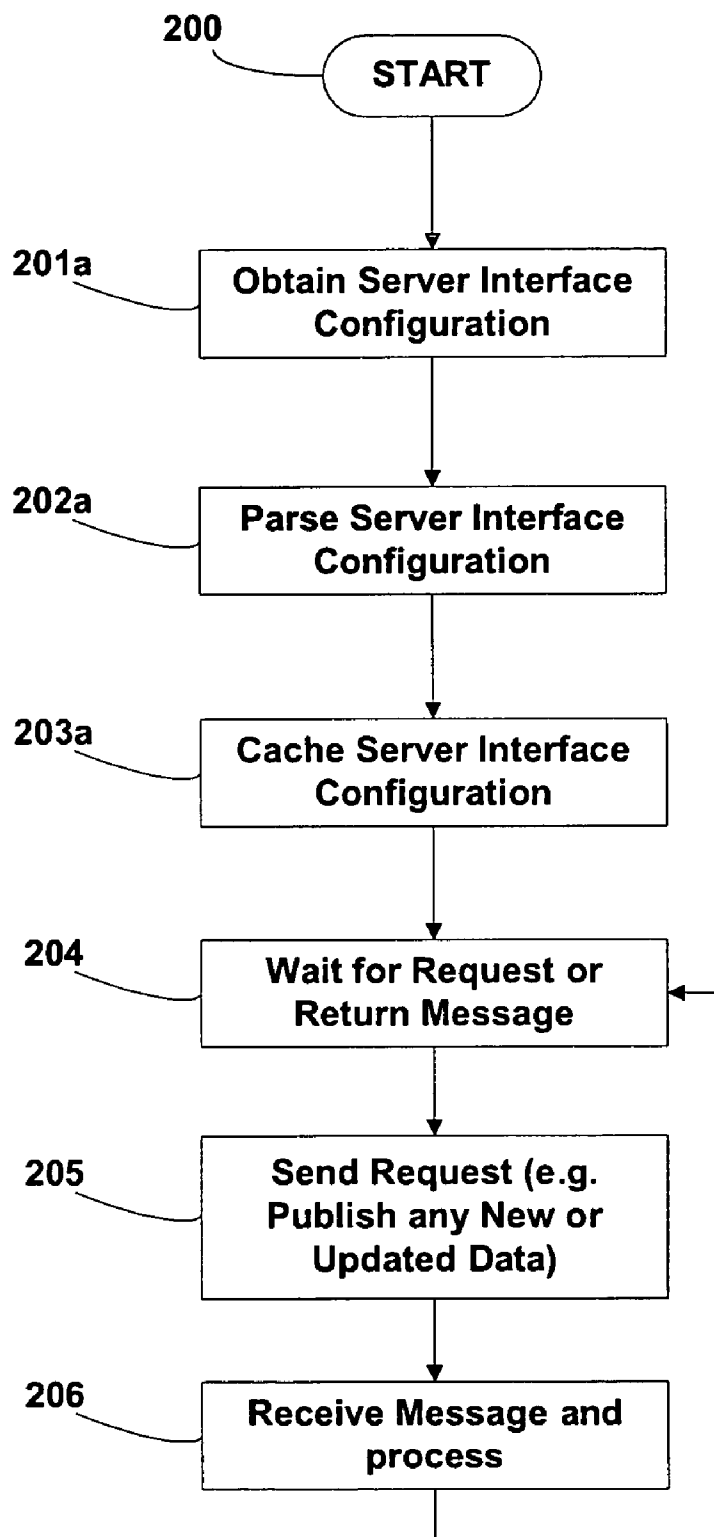 200
START
201a
Obtain Server Interface
Configuration
202a
Parse Server Interface
Configuration
203a
Cache Server Interface
Configuration
204
Wait for Request or
Return Message
205
Send Request (e.g.
Publish any New or
Updated Data)
206
Receive Message and
process